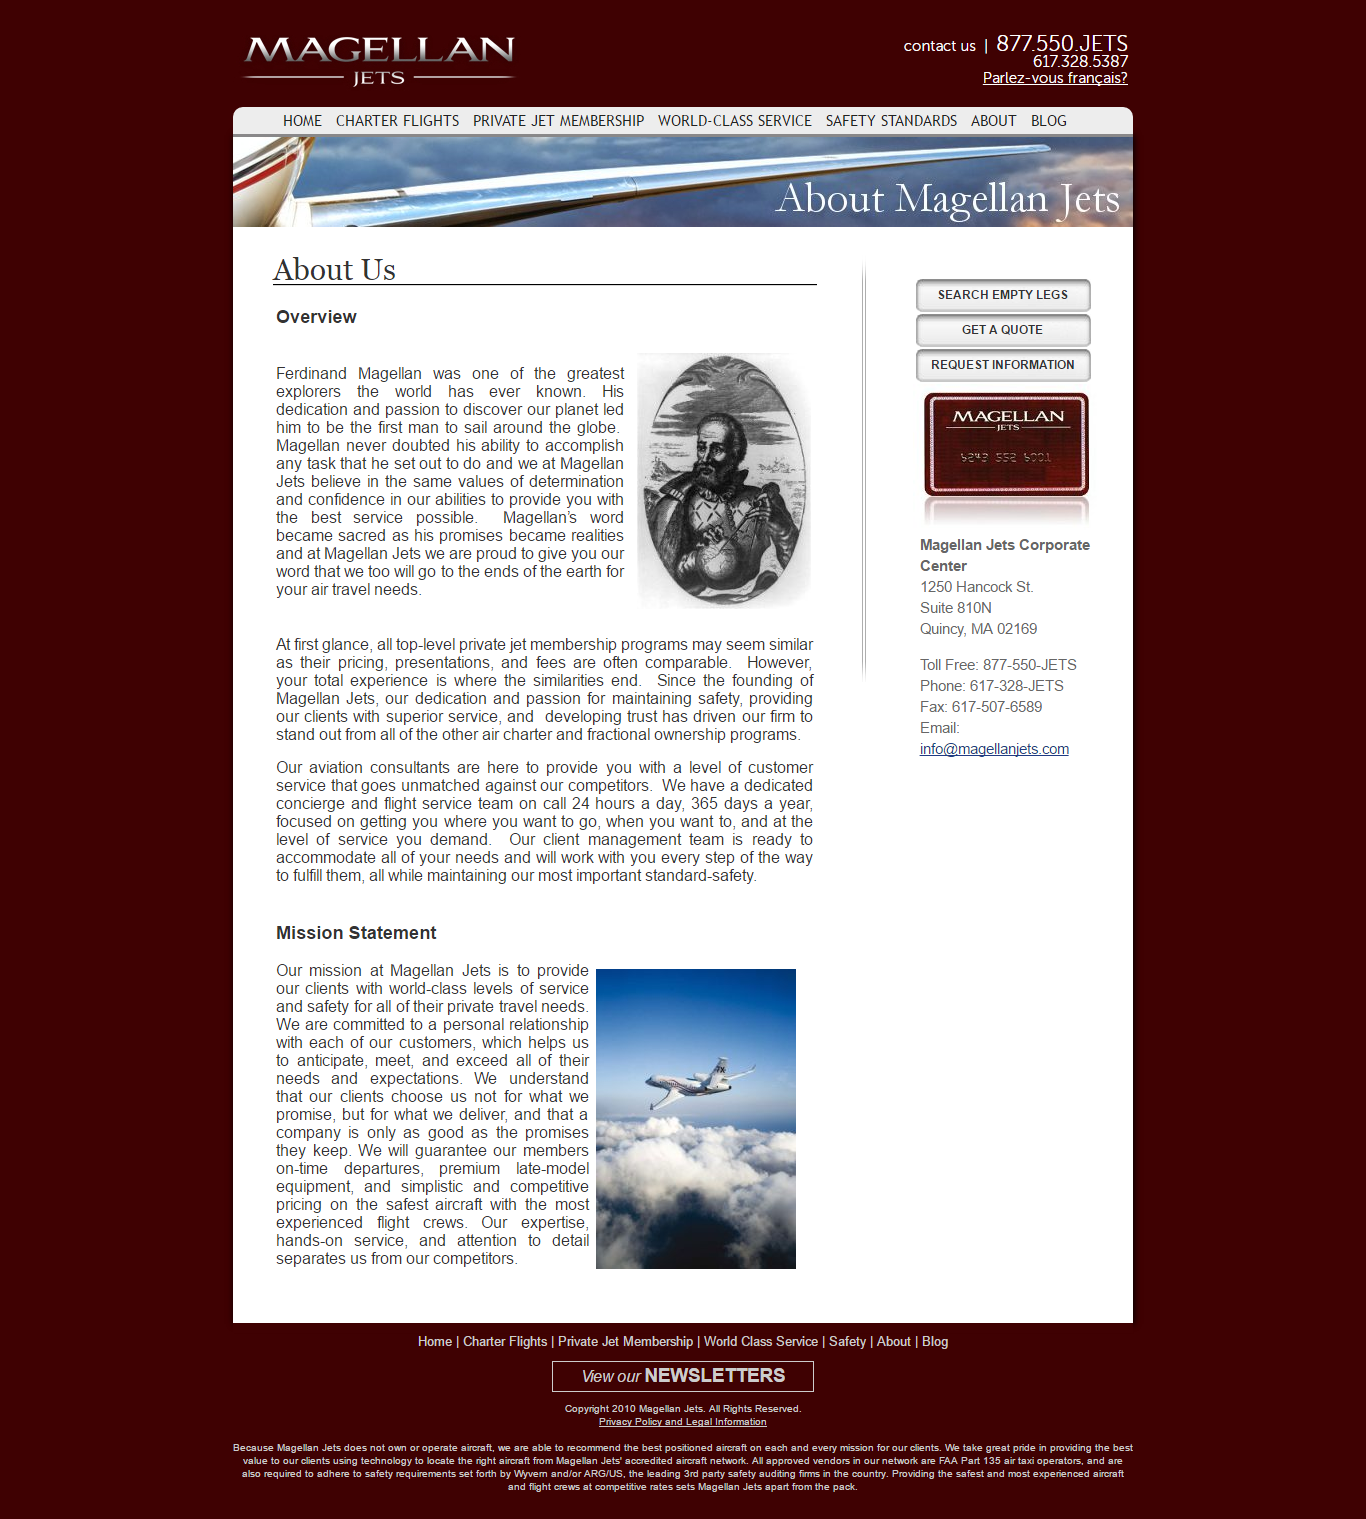 MAGELLAN
JETS
contact us | 877.550.JETS
617.328.5387
Parlez-vous français?
HOME CHARTER FLIGHTS PRIVATE JET MEMBERSHIP WORLD-CLASS SERVICE SAFETY STANDARDS ABOUT BLOG
About Magellan Jets
About Us
Overview
Ferdinand Magellan was one of the greatest
explorers the world has ever known. His
dedication and passion to discover our planet led
him to be the first man to sail around the globe.
Magellan never doubted his ability to accomplish
any task that he set out to do and we at Magellan
Jets believe in the same values of determination
and confidence in our abilities to provide you with
the best service possible. Magellan's word
became sacred as his promises became realities
and at Magellan Jets we are proud to give you our
word that we too will go to the ends of the earth for
your air travel needs.
At first glance, all top-level private jet membership programs may seem similar
as their pricing, presentations, and fees are often comparable. However,
your total experience is where the similarities end. Since the founding of
Magellan Jets, our dedication and passion for maintaining safety, providing
our clients with superior service, and developing trust has driven our firm to
stand out from all of the other air charter and fractional ownership programs.
Our aviation consultants are here to provide you with a level of customer
service that goes unmatched against our competitors. We have a dedicated
concierge and flight service team on call 24 hours a day, 365 days a year,
focused on getting you where you want to go, when you want to, and at the
level of service you demand. Our client management team is ready to
accommodate all of your needs and will work with you every step of the way
to fulfill them, all while maintaining our most important standard-safety.
Mission Statement
Our mission at Magellan Jets is to provide
our clients with world-class levels of service
and safety for all of their private travel needs.
We are committed to a personal relationship
with each of our customers, which helps us
to anticipate, meet, and exceed all of their
needs and expectations. We understand
that our clients choose us not for what we
promise, but for what we deliver, and that a
company is only as good as the promises
they keep. We will guarantee our members
on-time departures, premium late-model
equipment, and simplistic and competitive
pricing on the safest aircraft with the most
experienced flight crews. Our expertise,
hands-on service, and attention to detail
separates us from our competitors.
7X
SEARCH EMPTY LEGS
GET A QUOTE
REQUEST INFORMATION
MAGELLAN
JETS
Magellan Jets Corporate
Center
1250 Hancock St.
Suite 810N
Quincy, MA 02169
Toll Free: 877-550-JETS
Phone: 617-328-JETS
Fax: 617-507-6589
Email:
info@magellanjets.com
Home | Charter Flights | Private Jet Membership | World Class Service | Safety | About | Blog
View our NEWSLETTERS
Copyright 2010 Magellan Jets. All Rights Reserved.
Privacy Policy and Legal Information
Because Magellan Jets does not own or operate aircraft, we are able to recommend the best positioned aircraft on each and every mission for our clients. We take great pride in providing the best
value to our clients using technology to locate the right aircraft from Magellan Jets' accredited aircraft network. All approved vendors in our network are FAA Part 135 air taxi operators, and are
also required to adhere to safety requirements set forth by Wyvern and/or ARG/US, the leading 3rd party safety auditing firms in the country. Providing the safest and most experienced aircraft
and flight crews at competitive rates sets Magellan Jets apart from the pack.